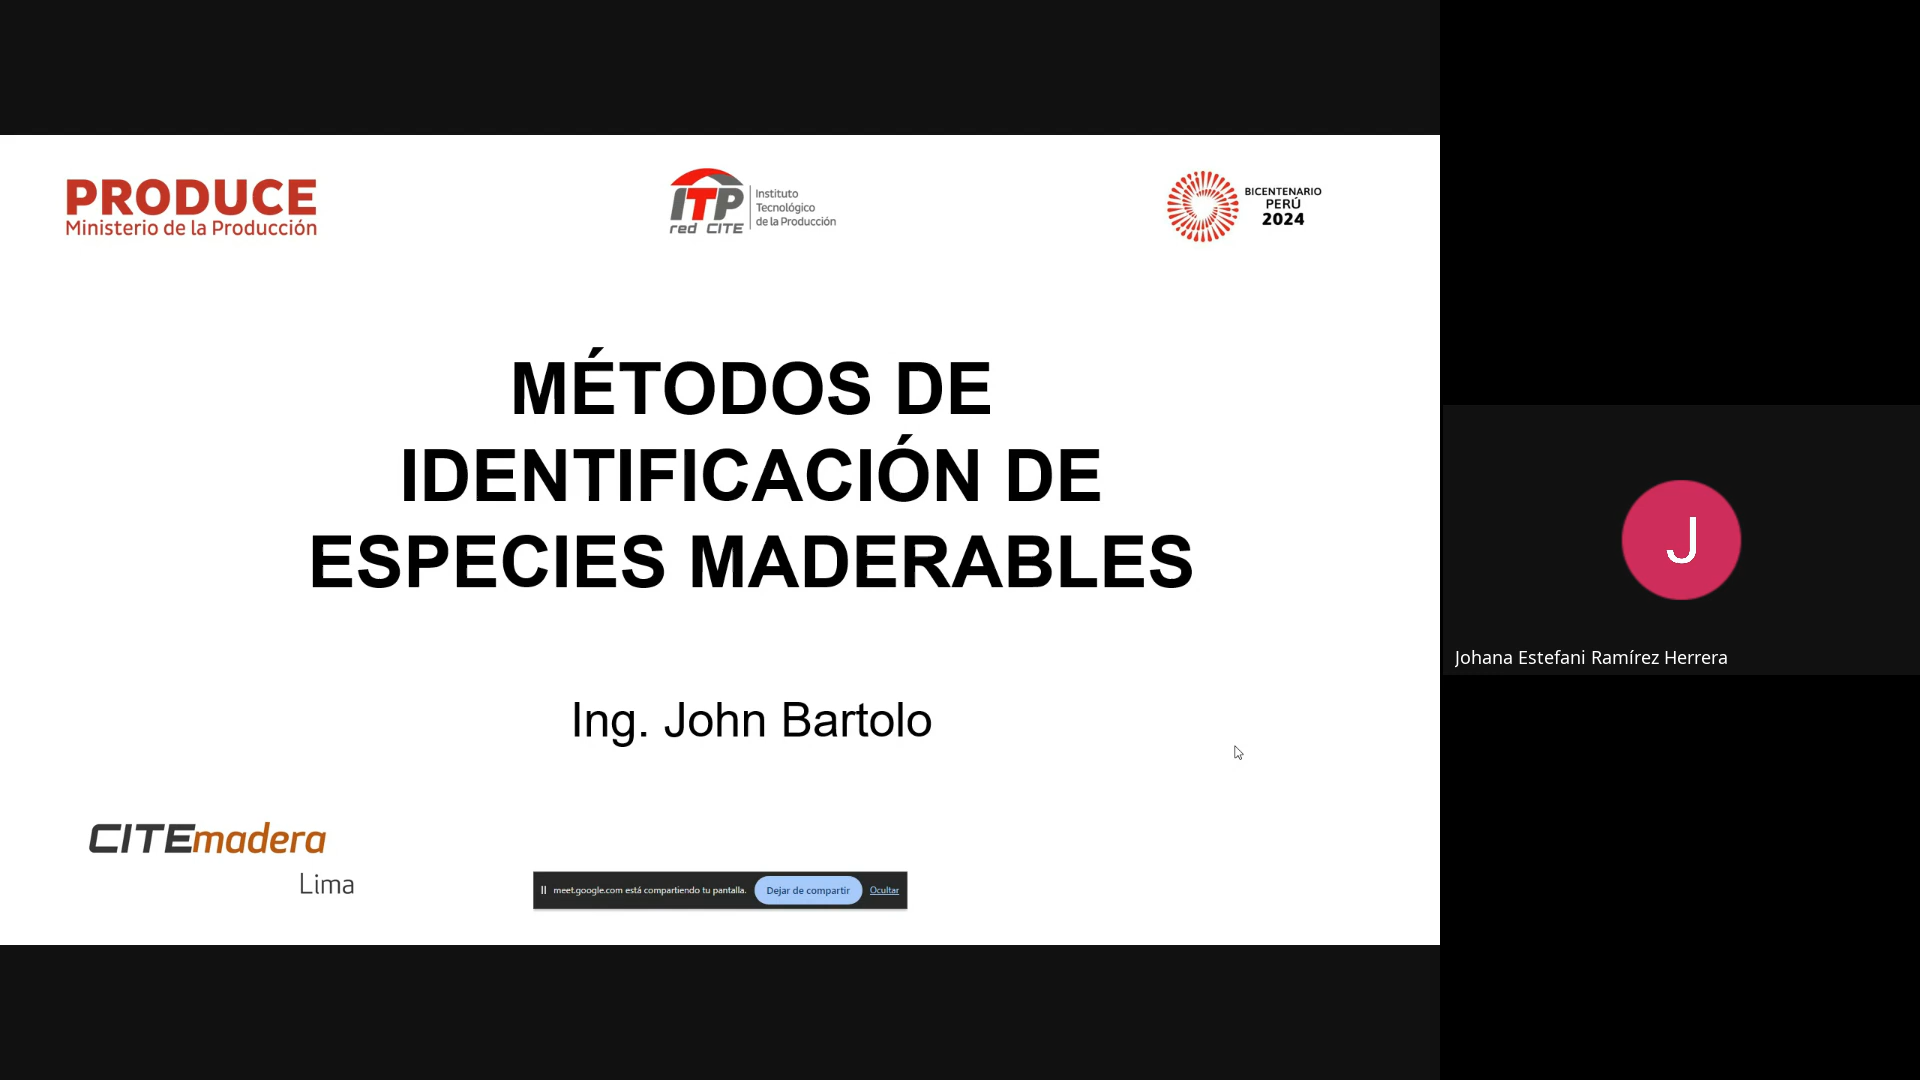 PRODUCE
Ministerio de la Producción
ITP
red CITE
Instituto
Tecnológico
de la Producción
BICENTENARIO
PERÚ
2024
MÉTODOS DE
IDENTIFICACIÓN DE
ESPECIES MADERABLES
Ing. John Bartolo
J
Johana Estefani Ramírez Herrera
CITEmadera
Lima
meet.google.com está compartiendo tu pantalla. Dejar de compartir Ocultar